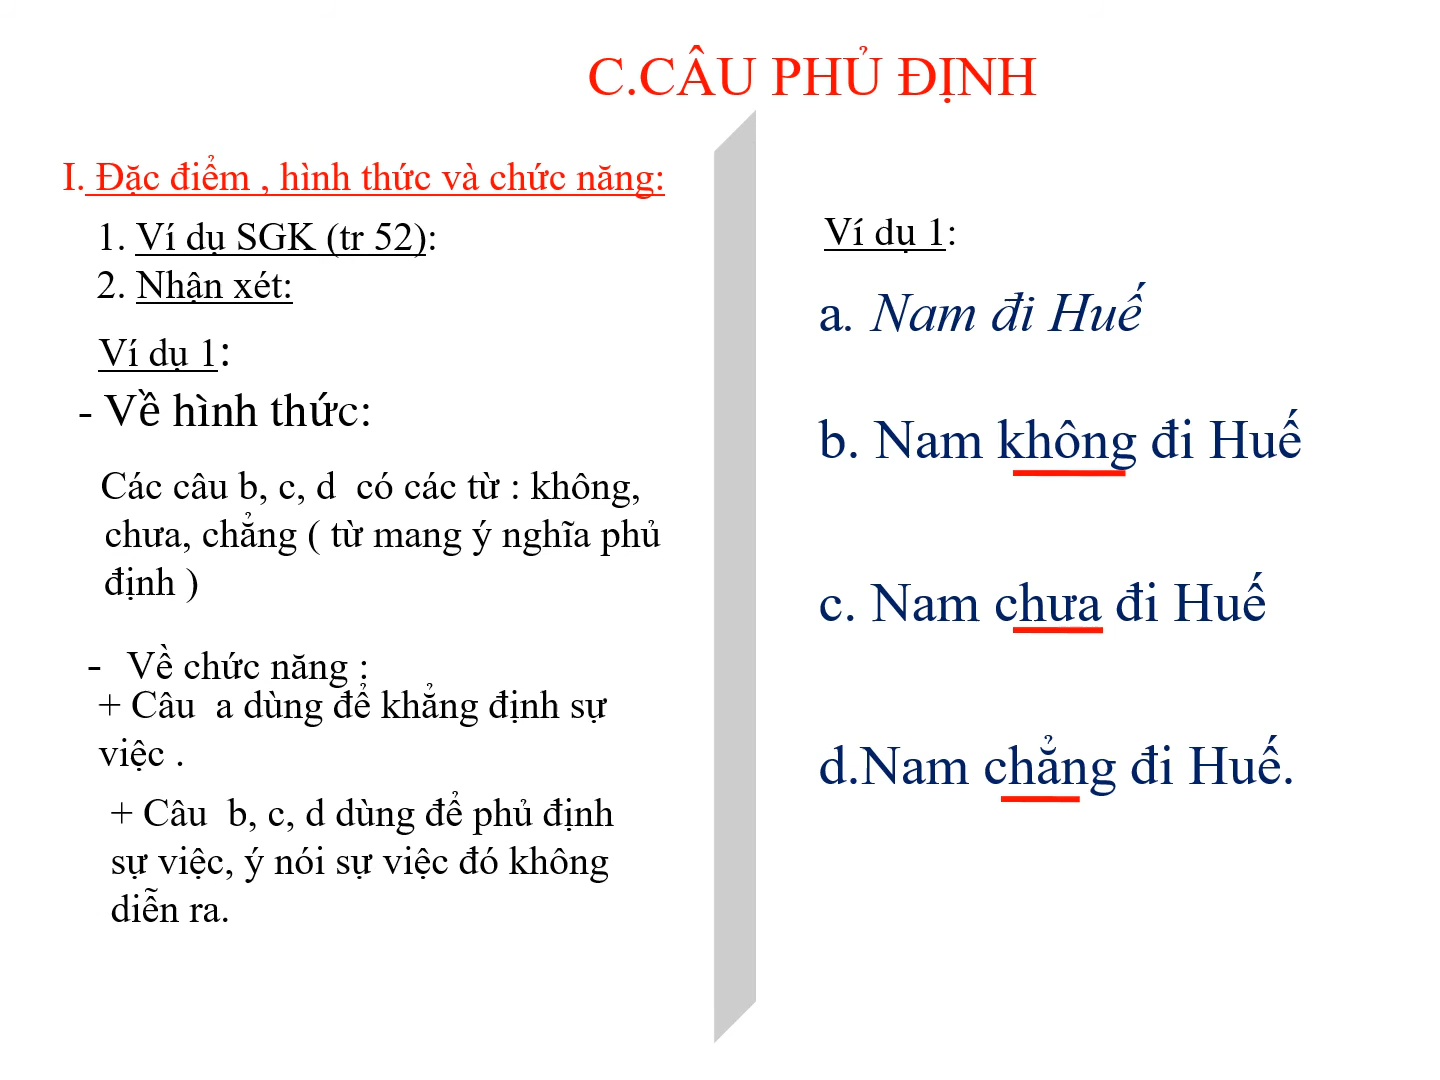 C.CÂU PHỦ ĐỊNH
I. Đặc điểm , hình thức và chức năng:
1. Ví dụ SGK (tr 52):
2. Nhận xét:
Ví dụ 1:
- Về hình thức:
Các câu b, c, d có các từ : không,
chưa, chẳng ( từ mang ý nghĩa phủ
định )
- Về chức năng :
+ Câu a dùng để khẳng định sự
việc .
+ Câu b, c, d dùng để phủ định
sự việc, ý nói sự việc đó không
diễn ra.
Ví dụ 1:
a. Nam đi Huế
b. Nam không đi Huế
c. Nam chưa đi Huế
d.Nam chẳng đi Huế.